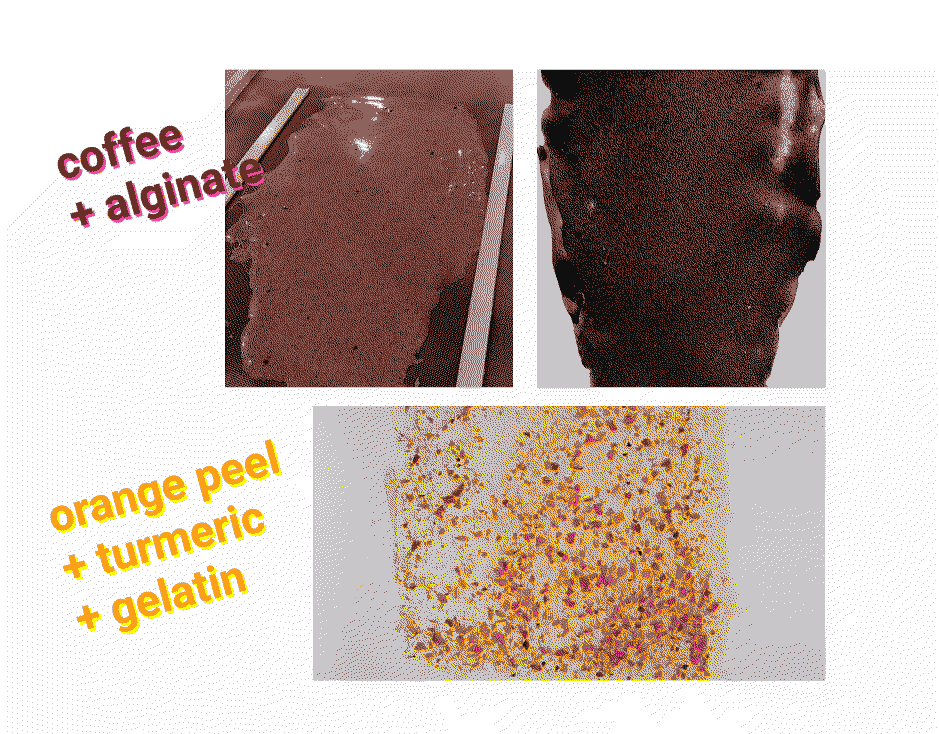 coffee
+ alginate
orange peel
+ turmeric
+ gelatin